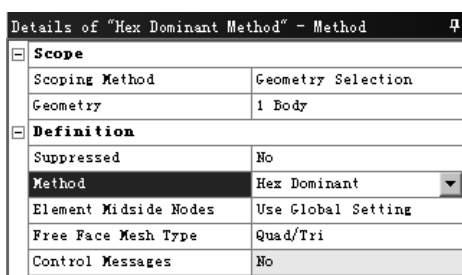 Details of "Hex Dominant Method" - Method
Scope
Scoping Method Geometry Selection
Geometry 1 Body
Definition
Suppressed No
Method Hex Dominant
Element Midside Nodes Use Global Setting
Free Face Mesh Type Quad/Tri
Control Messages No